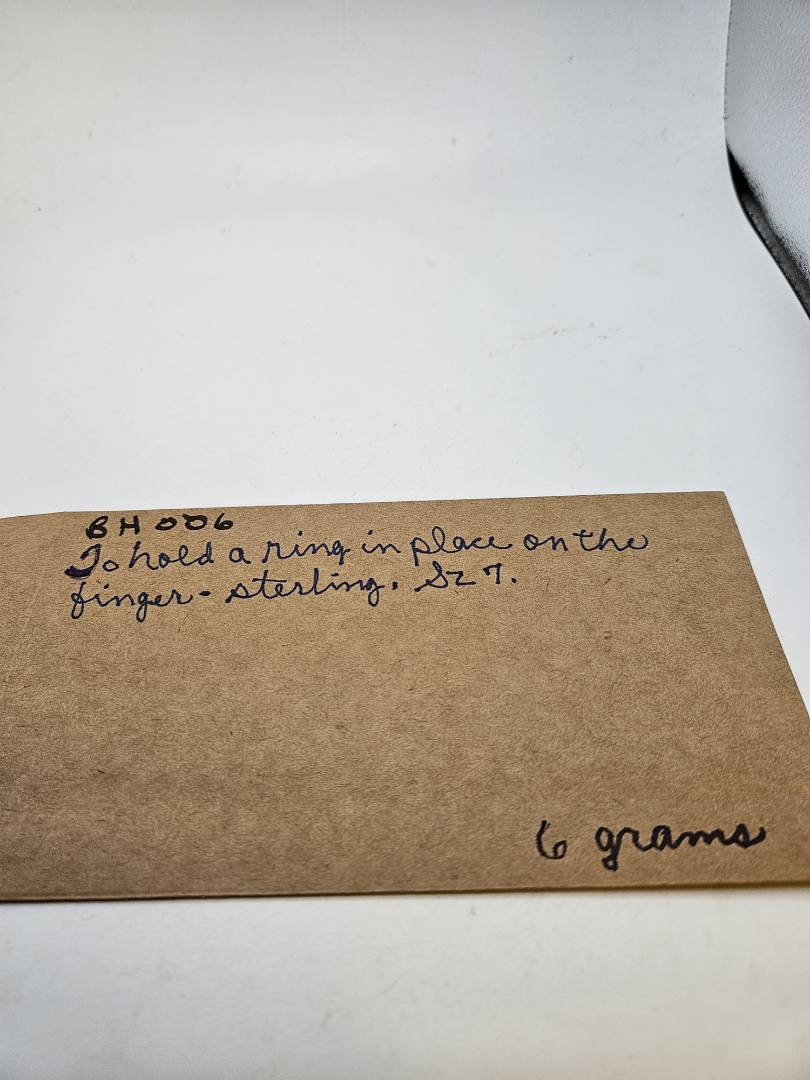 BH006
To hold a ring in place on the
finger - sterling. Sz 7.
6 grams